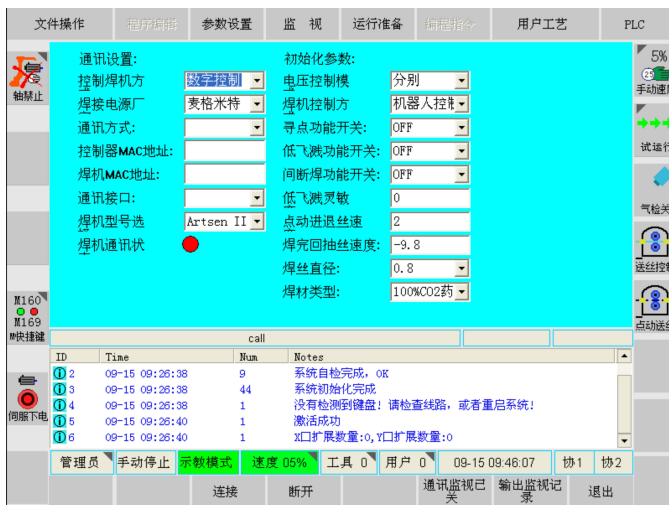 文件操作 程序编辑 参数设置 监 视 运行准备 编程指令 用户工艺 PLC
轴禁止
M160
M169
M快捷键
伺服下电
通讯设置:
控制焊机方 数字控制
焊接电源厂 麦格米特
通讯方式:
控制器MAC地址:
焊机MAC地址:
通讯接口:
焊机型号选 Artsen II
焊机通讯状
初始化参数:
电压控制模 分别
焊机控制方 机器人控制
寻点功能开关: OFF
低飞溅功能开关: OFF
间断焊功能开关: OFF
低飞溅灵敏 0
点动进退丝速 2
焊完回抽丝速度: -9.8
焊丝直径: 0.8
焊材类型: 100%CO2药
5%
25
手动速
试运行
气检关
送丝控
点动送
call
ID Time Num Notes
2 09-15 09:26:38 9 系统自检完成, OK
3 09-15 09:26:38 44 系统初始化完成
4 09-15 09:26:38 1 没有检测到键盘! 请检查线路, 或者重启系统!
5 09-15 09:26:40 1 激活成功
6 09-15 09:26:40 1 X口扩展数量:0,Y口扩展数量:0
管理员 手动停止 示教模式 速度 05% 工具 0 用户 0 09-15 09:46:07 协1 协2
连接 断开 通讯监视已关 输出监视记录 退出